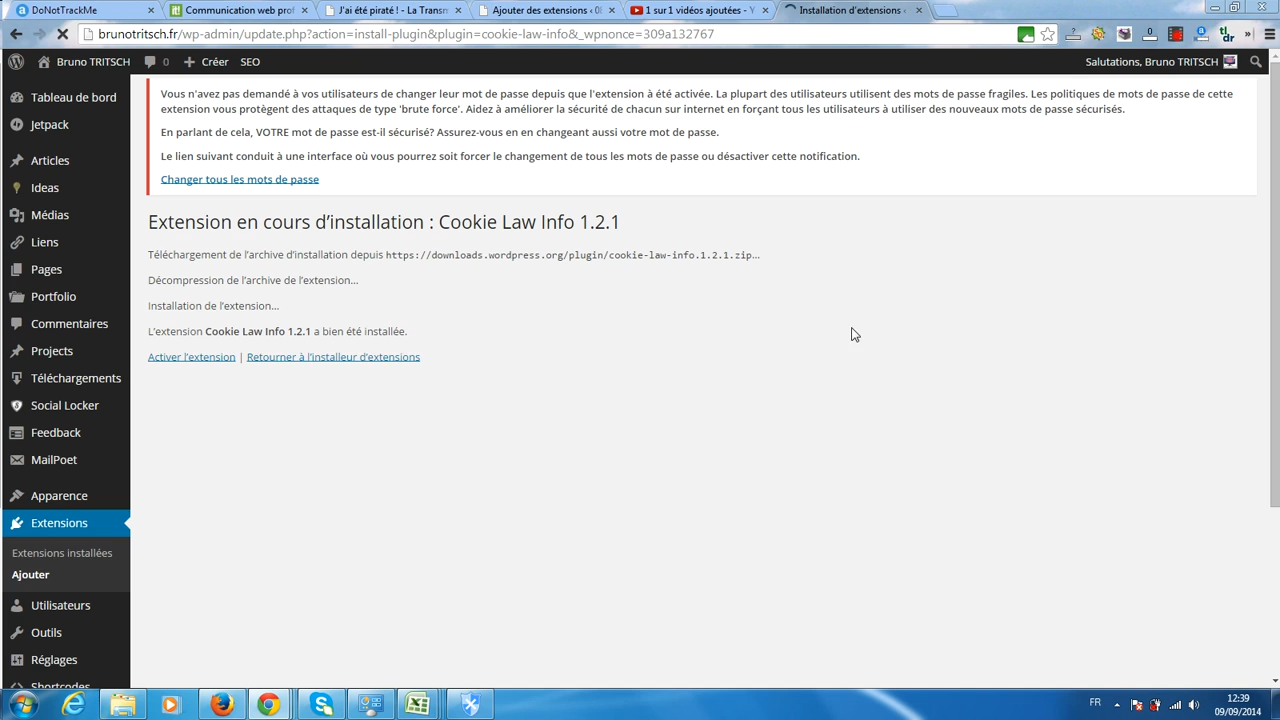 DoNotTrackMe
Communication web prof
J'ai été piraté ! - La Transm
Ajouter des extensions ‹ 0E
1 sur 1 vidéos ajoutées - Y
Installation d'extensions ‹
brunotritsch.fr/wp-admin/update.php?action=install-plugin&plugin=cookie-law-info&_wpnonce=309a132767
Bruno TRITSCH 0 Créer SEO
Salutations, Bruno TRITSCH
Tableau de bord
Jetpack
Articles
Ideas
Médias
Liens
Pages
Portfolio
Commentaires
Projects
Téléchargements
Social Locker
Feedback
MailPoet
Apparence
Extensions
Extensions installées
Ajouter
Utilisateurs
Outils
Réglages
Shortcodes
Vous n'avez pas demandé à vos utilisateurs de changer leur mot de passe depuis que l'extension à été activée. La plupart des utilisateurs utilisent des mots de passe fragiles. Les politiques de mots de passe de cette
extension vous protègent des attaques de type 'brute force'. Aidez à améliorer la sécurité de chacun sur internet en forçant tous les utilisateurs à utiliser des nouveaux mots de passe sécurisés.
En parlant de cela, VOTRE mot de passe est-il sécurisé? Assurez-vous en en changeant aussi votre mot de passe.
Le lien suivant conduit à une interface où vous pourrez soit forcer le changement de tous les mots de passe ou désactiver cette notification.
Changer tous les mots de passe
Extension en cours d'installation : Cookie Law Info 1.2.1
Téléchargement de l'archive d'installation depuis https://downloads.wordpress.org/plugin/cookie-law-info.1.2.1.zip…
Décompression de l'archive de l'extension…
Installation de l'extension…
L'extension Cookie Law Info 1.2.1 a bien été installée.
Activer l'extension | Retourner à l'installeur d'extensions
FR
12:39
09/09/2014